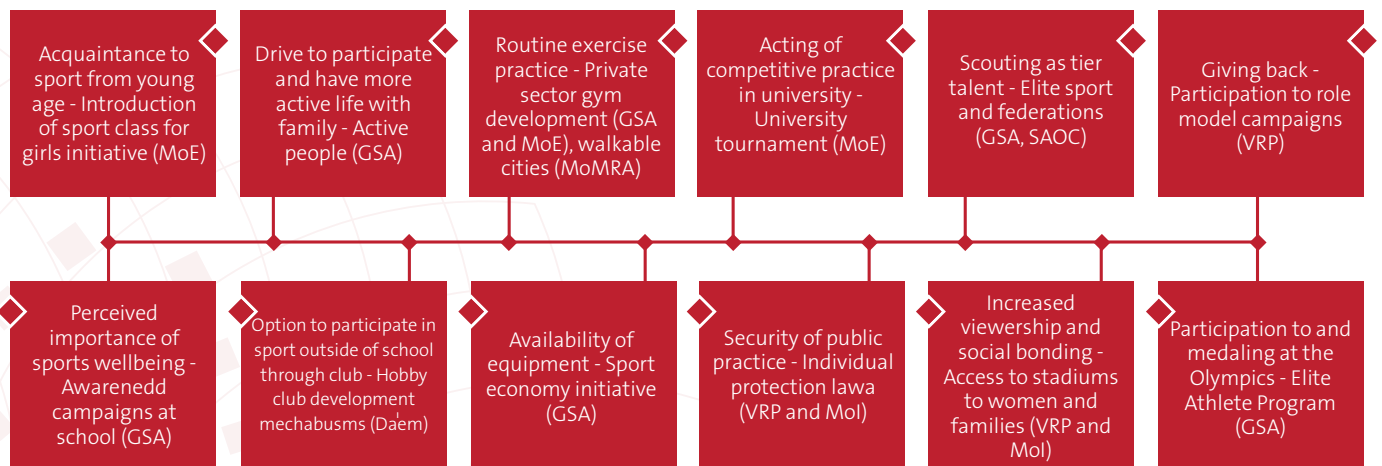 Acquaintance to
sport from young
age - Introduction
of sport class for
girls initiative (MoE)
Drive to participate
and have more
active life with
family - Active
people (GSA)
Routine exercise
practice - Private
sector gym
development (GSA
and MoE), walkable
cities (MoMRA)
Acting of
competitive practice
in university -
University
tournament (MoE)
Scouting as tier
talent - Elite sport
and federations
(GSA, SAOC)
Giving back -
Participation to role
model campaigns
(VRP)
Perceived
importance of
sports wellbeing -
Awarenedd
campaigns at
school (GSA)
Option to participate in
sport outside of school
through club - Hobby
club development
mechabusms (Da'em)
Availability of
equipment - Sport
economy initiative
(GSA)
Security of public
practice - Individual
protection lawa
(VRP and MoI)
Increased
viewership and
social bonding -
Access to stadiums
to women and
families (VRP and
MoI)
Participation to and
medaling at the
Olympics - Elite
Athlete Program
(GSA)